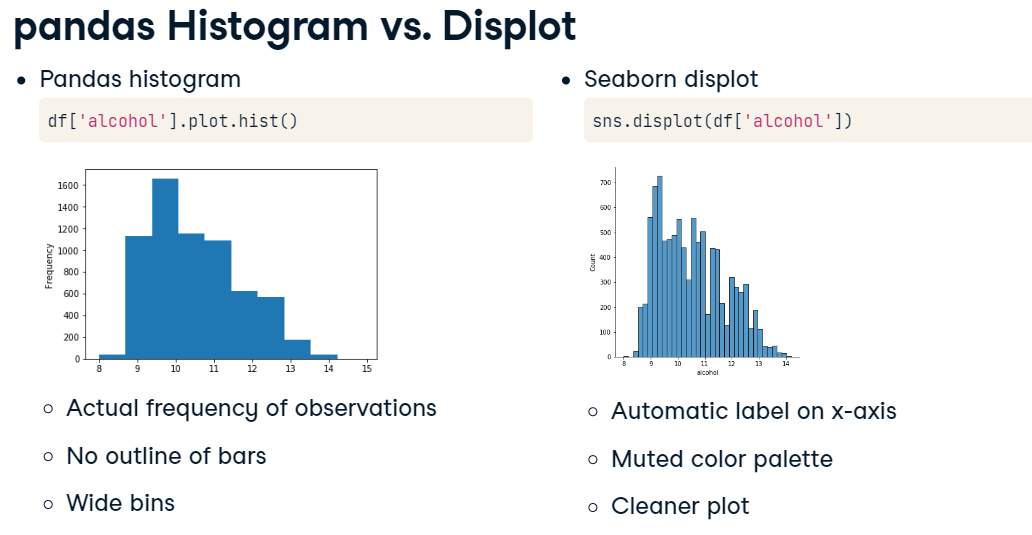 pandas Histogram vs. Displot
• Pandas histogram
df['alcohol'].plot.hist()
1600
1400
1200
1000
800
600
400
200
0
Frequency
8 9 10 11 12 13 14 15
○ Actual frequency of observations
○ No outline of bars
○ Wide bins
• Seaborn displot
sns.displot(df['alcohol'])
700
600
500
400
300
200
100
0
Count
8 9 10 11 12 13 14
alcohol
○ Automatic label on x-axis
○ Muted color palette
○ Cleaner plot